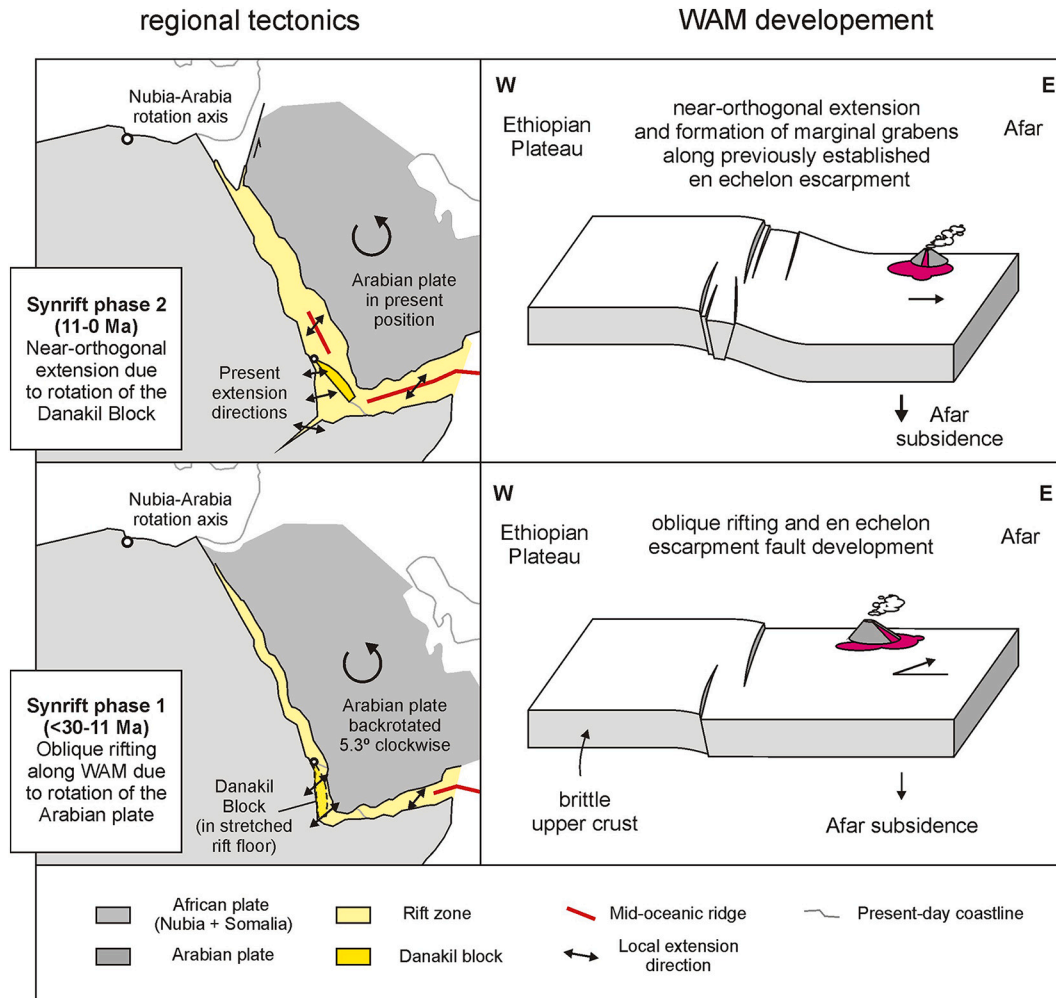 regional tectonics
WAM developement
Nubia-Arabia
rotation axis
Arabian plate
in present
position
Present
extension
directions
Synrift phase 2
(11-0 Ma)
Near-orthogonal
extension due
to rotation of the
Danakil Block
W
E
Ethiopian
Plateau
near-orthogonal extension
and formation of marginal grabens
along previously established
en echelon escarpment
Afar
Afar
subsidence
Nubia-Arabia
rotation axis
Arabian plate
backrotated
5.3º clockwise
Danakil
Block
(in stretched
rift floor)
Synrift phase 1
(<30-11 Ma)
Oblique rifting
along WAM due
to rotation of the
Arabian plate
W
E
Ethiopian
Plateau
oblique rifting and en echelon
escarpment fault development
Afar
brittle
upper crust
Afar subsidence
African plate
(Nubia + Somalia)
Rift zone
Mid-oceanic ridge
Present-day coastline
Arabian plate
Danakil block
Local extension
direction